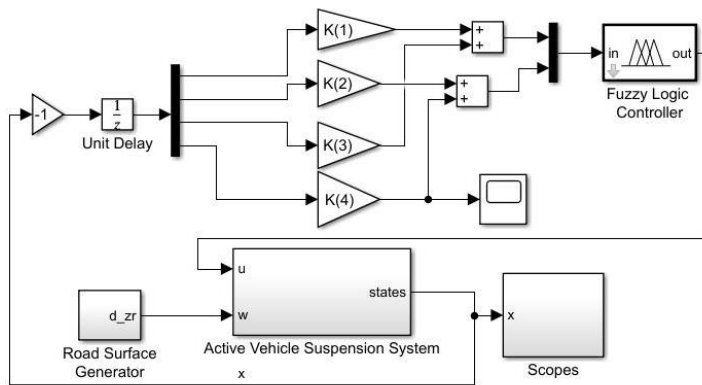 K(1)
+
+
in
out
-1
1
z
K(2)
+
+
Fuzzy Logic
Controller
Unit Delay
K(3)
K(4)
u
states
d_zr
w
x
Road Surface
Generator
Active Vehicle Suspension System
Scopes
x